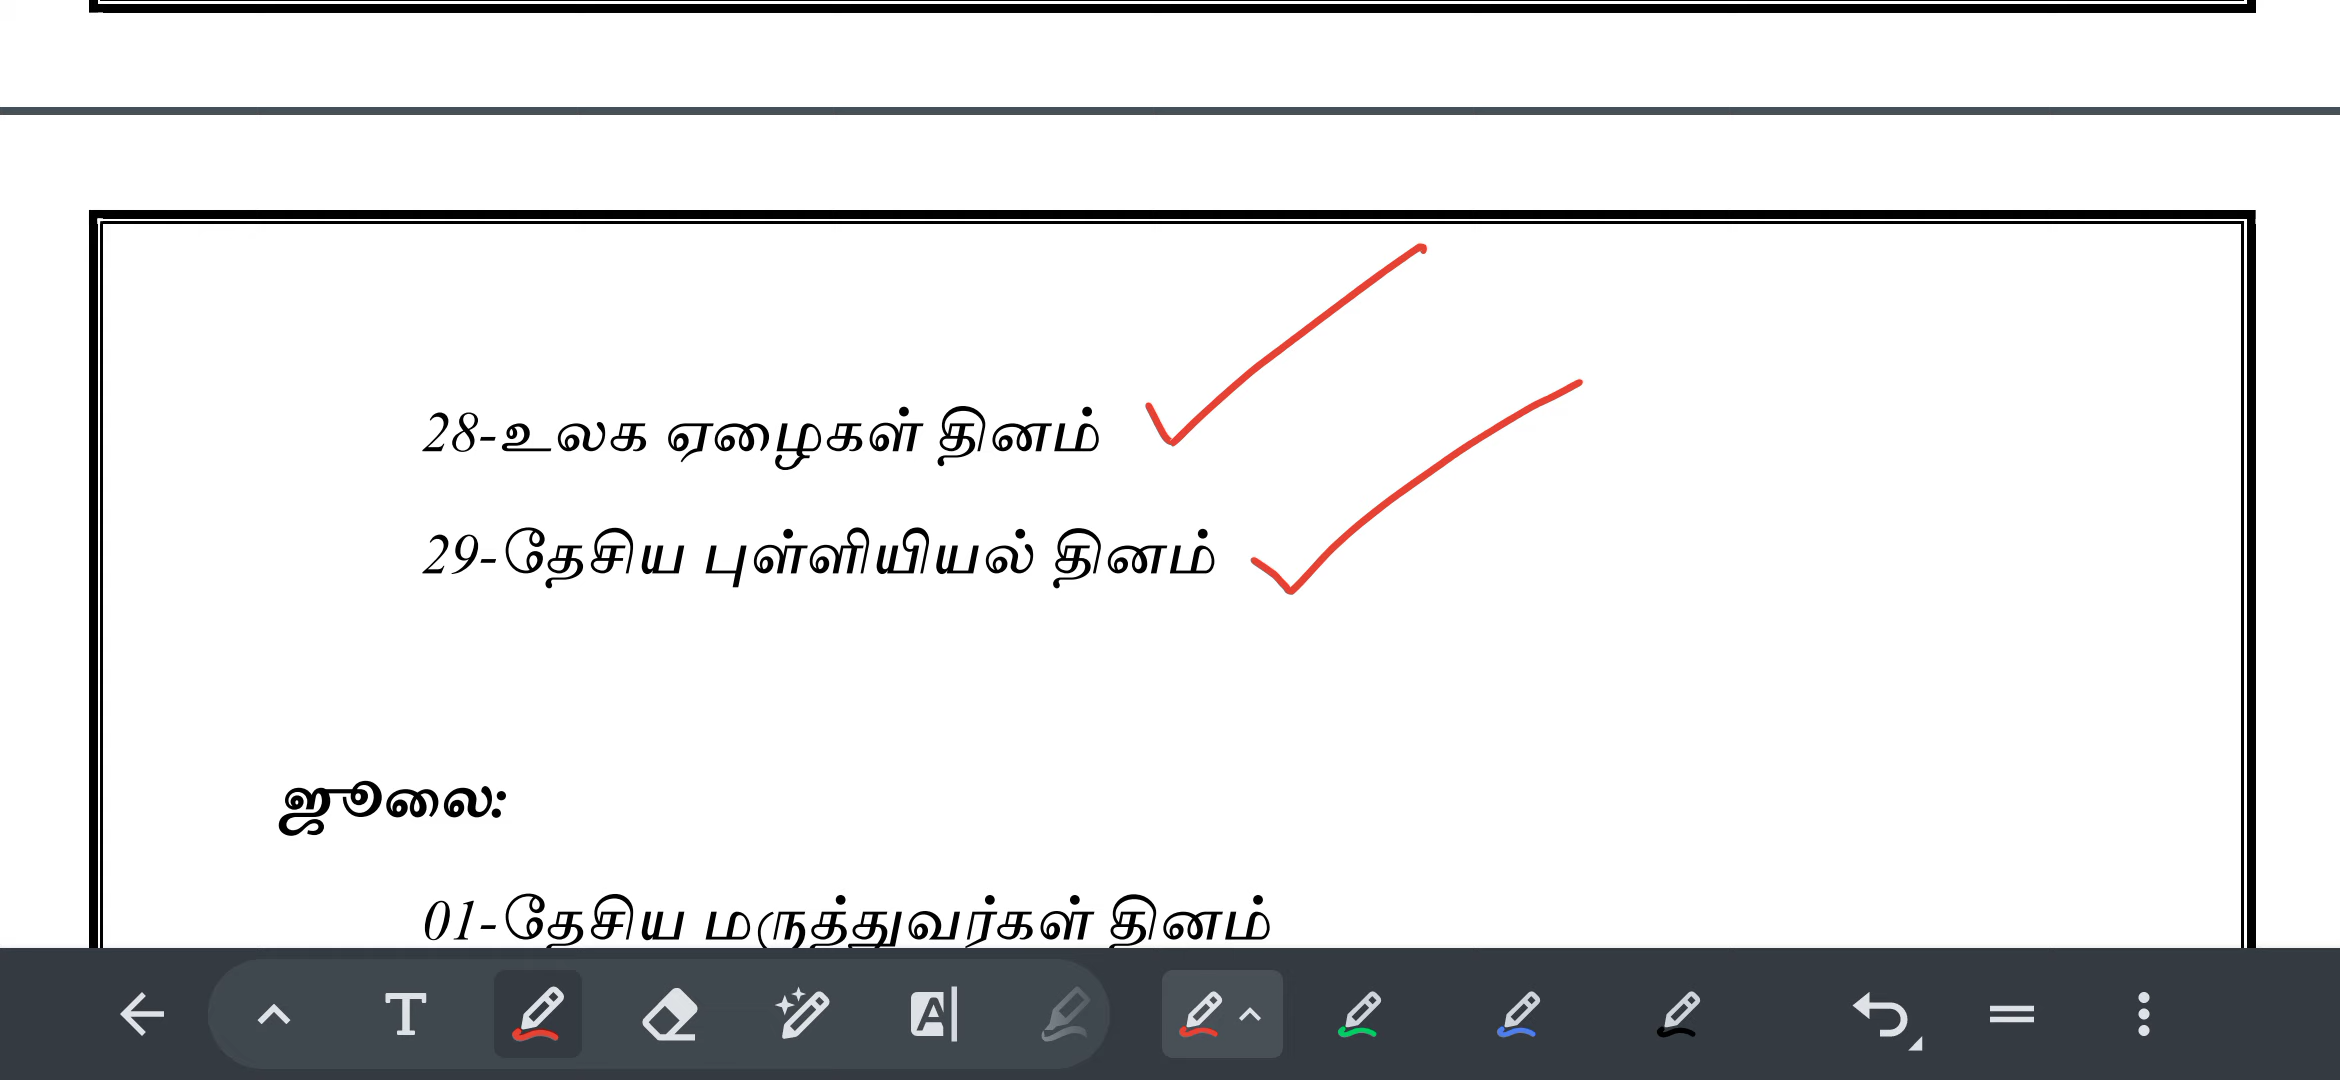 28-உலக ஏழைகள் தினம்
29-தேசிய புள்ளியியல் தினம்
ஜூலை:
01-தேசிய மருத்துவர்கள் தினம்